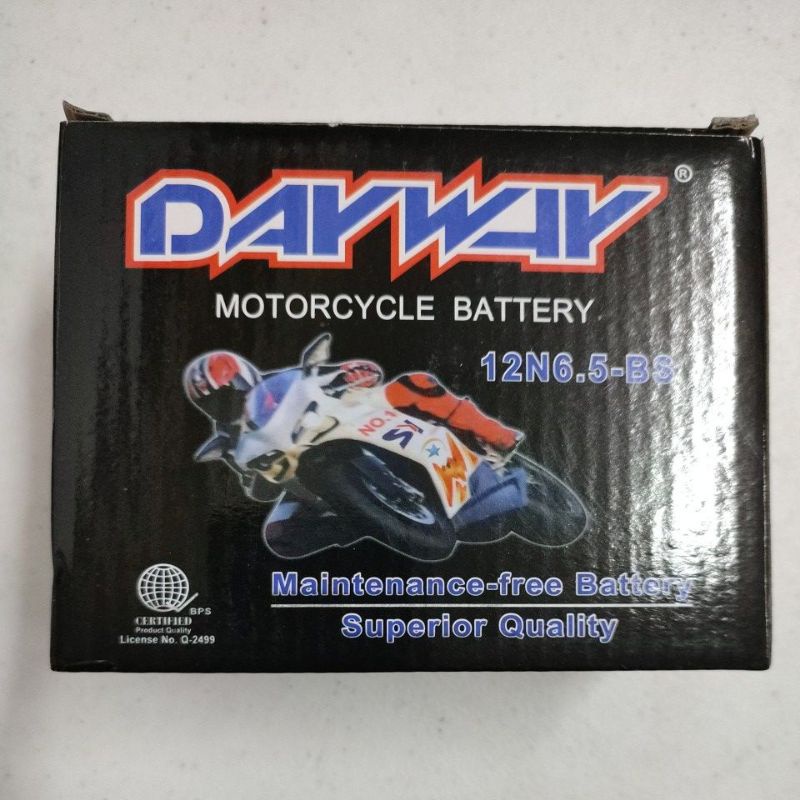 DAYWAY®
MOTORCYCLE BATTERY
12N6.5-BS
NO.1
Maintenance-free Battery
Superior Quality
BPS
CERTIFIED
Product Quality
License No. Q-2499